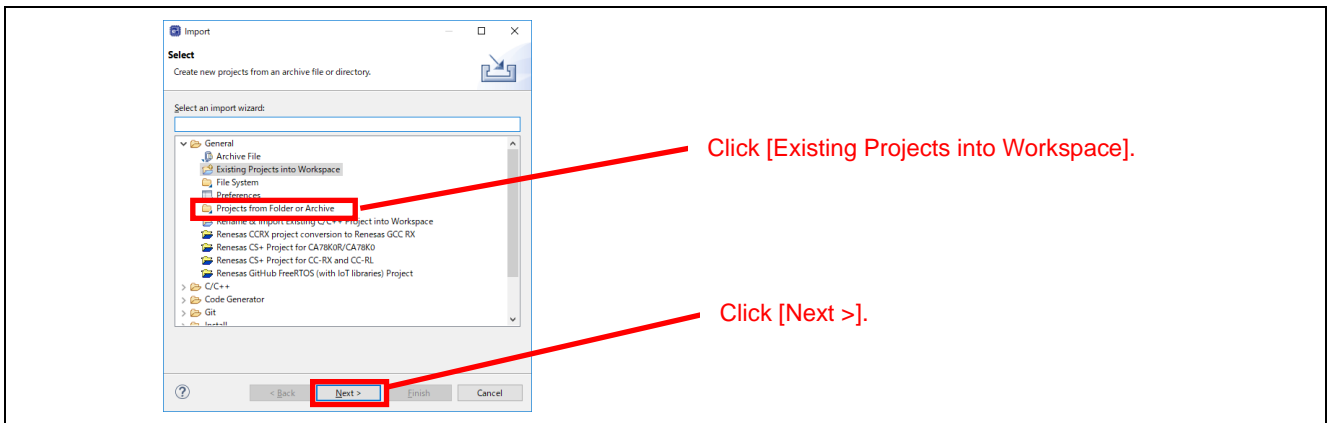 Import
Select
Create new projects from an archive file or directory.
Select an import wizard:
General
Archive File
Existing Projects into Workspace
File System
Preferences
Projects from Folder or Archive
Rename & Import Existing C/C++ Project into Workspace
Renesas CCRX project conversion to Renesas GCC RX
Renesas CS+ Project for CA78K0R/CA78K0
Renesas CS+ Project for CC-RX and CC-RL
Renesas GitHub FreeRTOS (with IoT libraries) Project
C/C++
Code Generator
Git
Install
Click [Existing Projects into Workspace].
Click [Next >].
? < Back Next > Finish Cancel